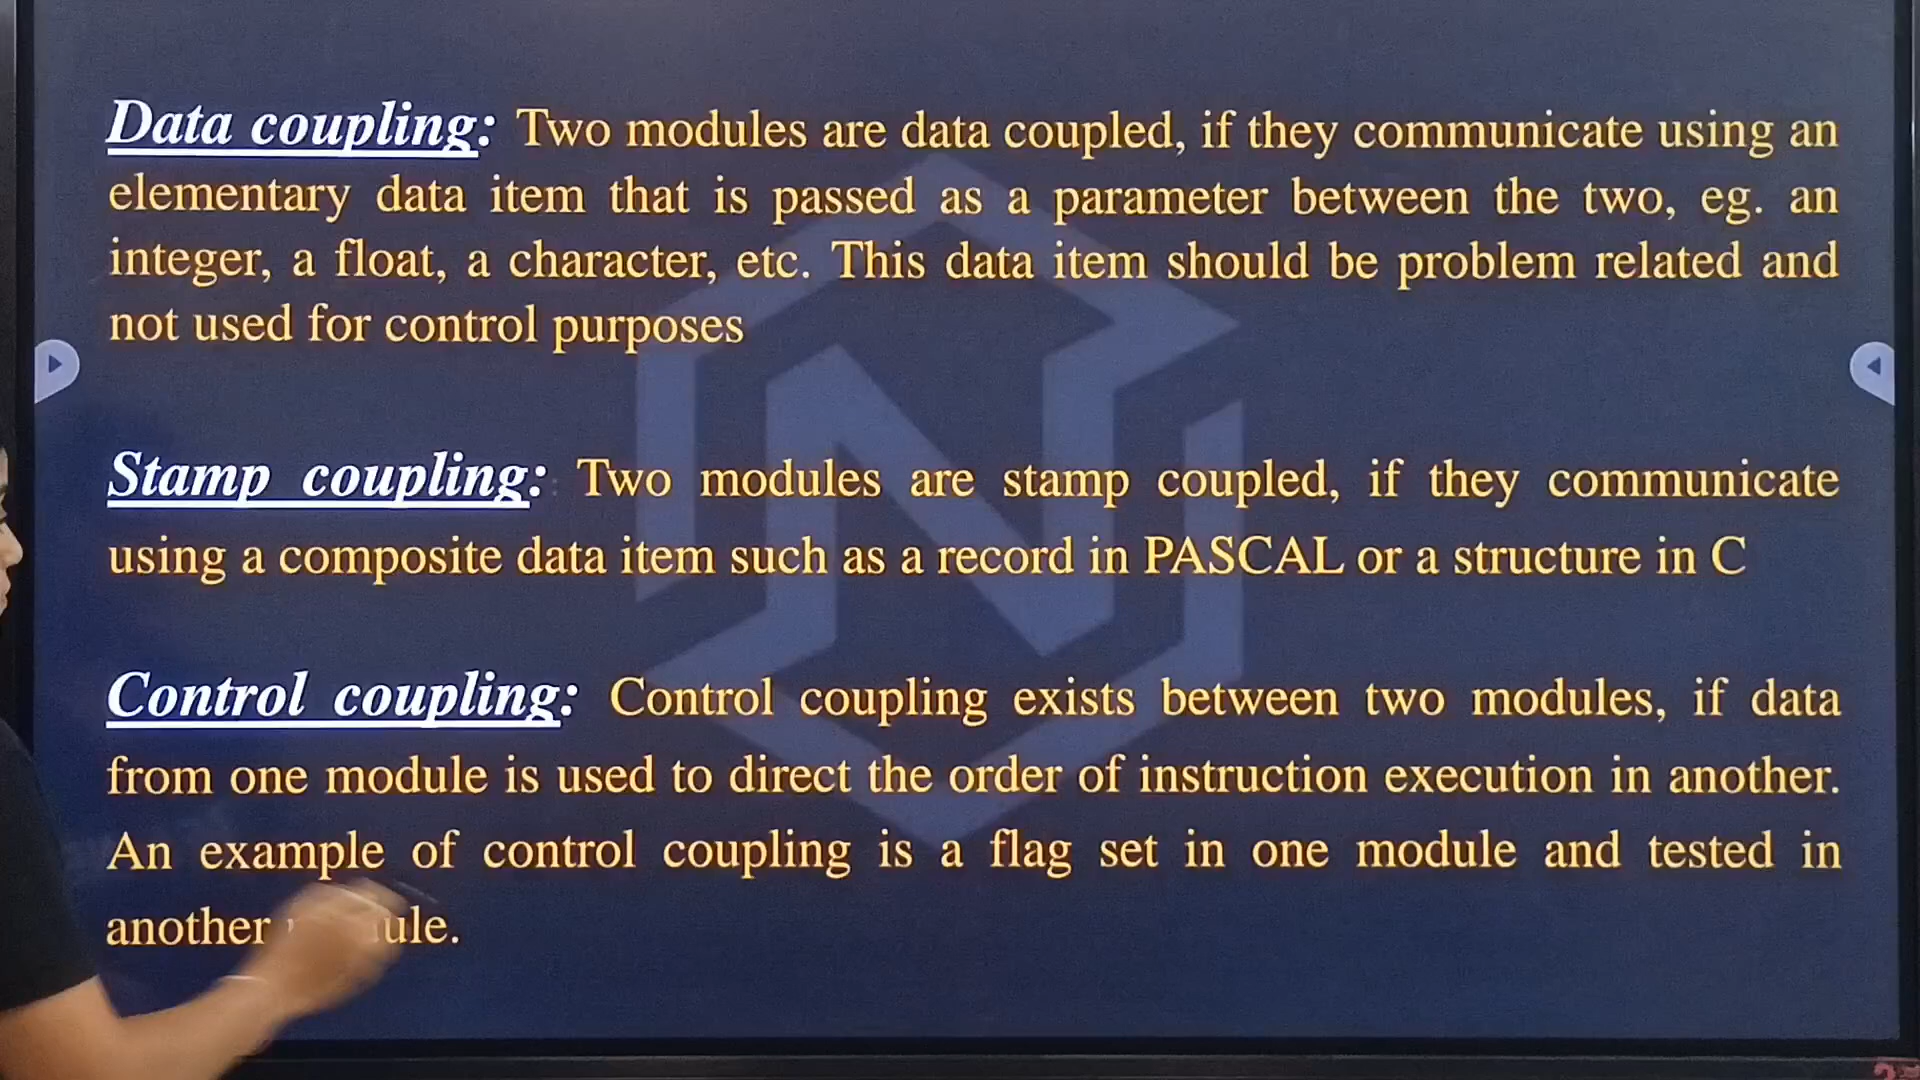 Data coupling: Two modules are data coupled, if they communicate using an
elementary data item that is passed as a parameter between the two, eg. an
integer, a float, a character, etc. This data item should be problem related and
not used for control purposes
Stamp coupling: Two modules are stamp coupled, if they communicate
using a composite data item such as a record in PASCAL or a structure in C
Control coupling: Control coupling exists between two modules, if data
from one module is used to direct the order of instruction execution in another.
An example of control coupling is a flag set in one module and tested in
another